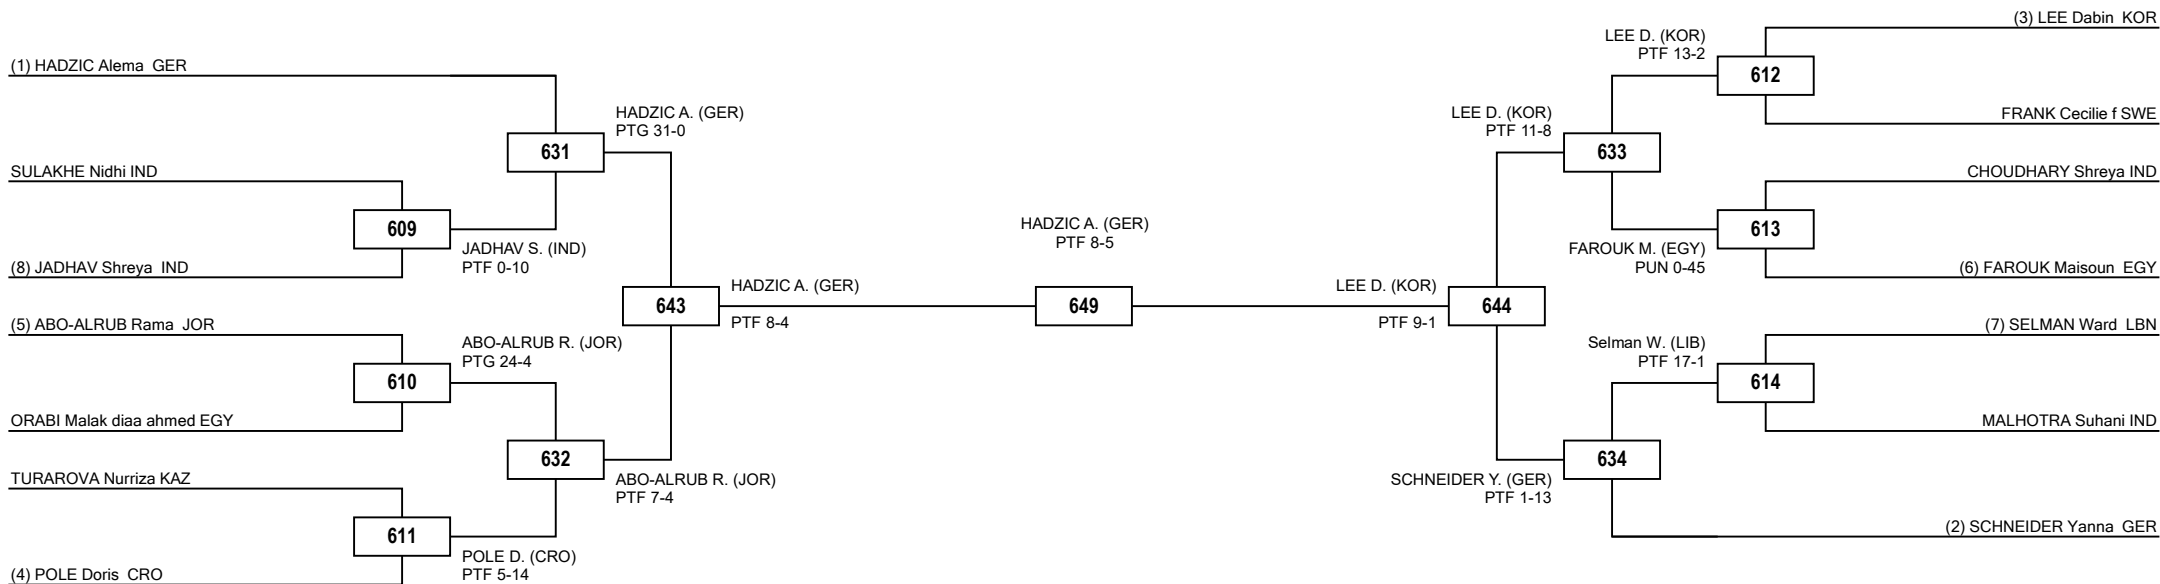 (1) HADZIC Alema GER
SULAKHE Nidhi IND
(8) JADHAV Shreya IND
(5) ABO-ALRUB Rama JOR
ORABI Malak diaa ahmed EGY
TURAROVA Nurriza KAZ
(4) POLE Doris CRO
609
JADHAV S. (IND)
PTF 0-10
610
ABO-ALRUB R. (JOR)
PTG 24-4
611
POLE D. (CRO)
PTF 5-14
631
HADZIC A. (GER)
PTG 31-0
632
ABO-ALRUB R. (JOR)
PTF 7-4
643
HADZIC A. (GER)
PTF 8-4
HADZIC A. (GER)
PTF 8-5
649
LEE D. (KOR)
PTF 9-1
644
LEE D. (KOR)
PTF 11-8
633
SCHNEIDER Y. (GER)
PTF 1-13
634
LEE D. (KOR)
PTF 13-2
612
FAROUK M. (EGY)
PUN 0-45
613
Selman W. (LIB)
PTF 17-1
614
(3) LEE Dabin KOR
FRANK Cecilie f SWE
CHOUDHARY Shreya IND
(6) FAROUK Maisoun EGY
(7) SELMAN Ward LBN
MALHOTRA Suhani IND
(2) SCHNEIDER Yanna GER